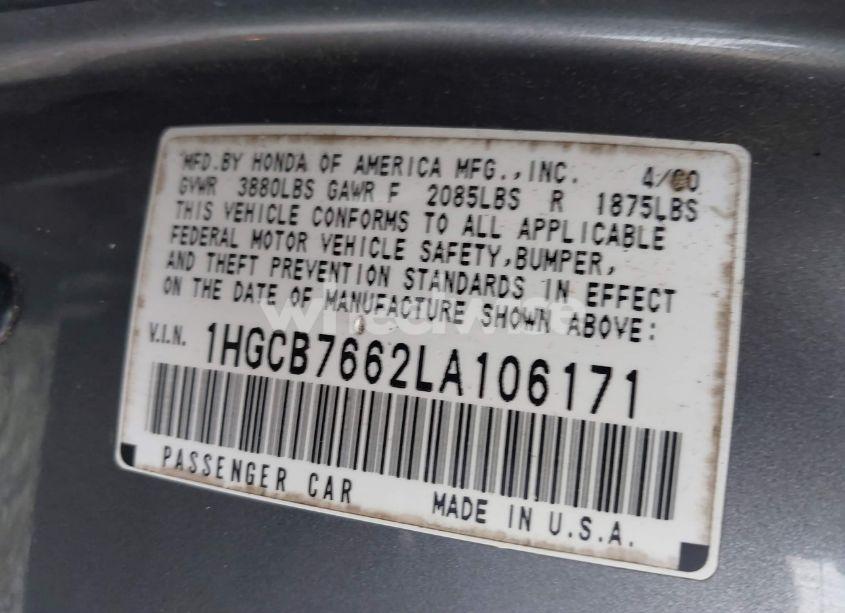 MFD. BY HONDA OF AMERICA MFG., INC. 4/90
GVWR 3880LBS GAWR F 2085LBS R 1875LBS
THIS VEHICLE CONFORMS TO ALL APPLICABLE
FEDERAL MOTOR VEHICLE SAFETY, BUMPER,
AND THEFT PREVENTION STANDARDS IN EFFECT
ON THE DATE OF MANUFACTURE SHOWN ABOVE:
V.I.N. 1HGCB7662LA106171
PASSENGER CAR MADE IN U.S.A.